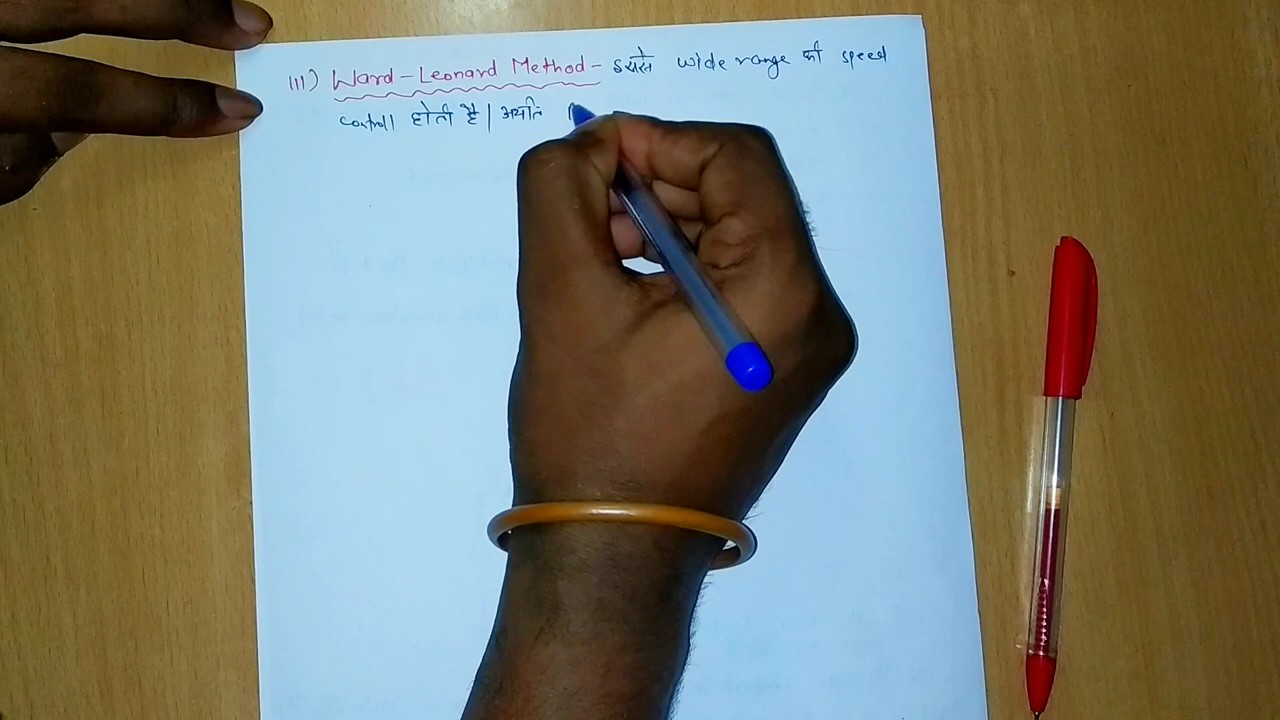 III) Ward-Leonard Method- इससे wide range की speed
control होती है | अर्थात